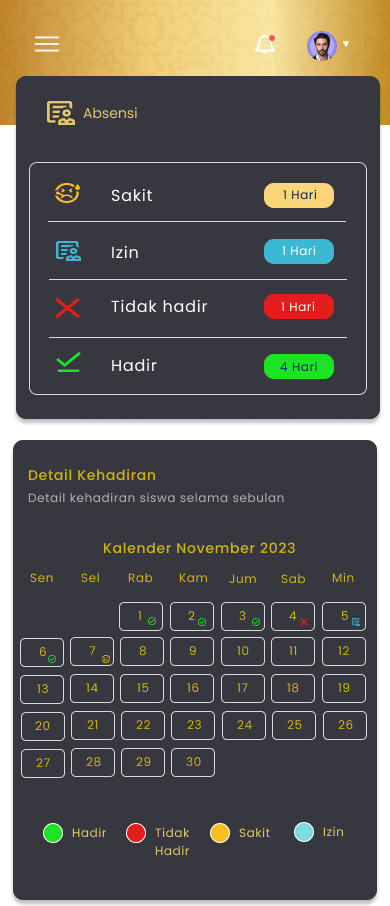 Absensi
Sakit 1 Hari
Izin 1 Hari
Tidak hadir 1 Hari
Hadir 4 Hari
Detail Kehadiran
Detail kehadiran siswa selama sebulan
Kalender November 2023
Sen Sel Rab Kam Jum Sab Min
1 2 3 4 5
6 7 8 9 10 11 12
13 14 15 16 17 18 19
20 21 22 23 24 25 26
27 28 29 30
Hadir Tidak Sakit Izin
Hadir